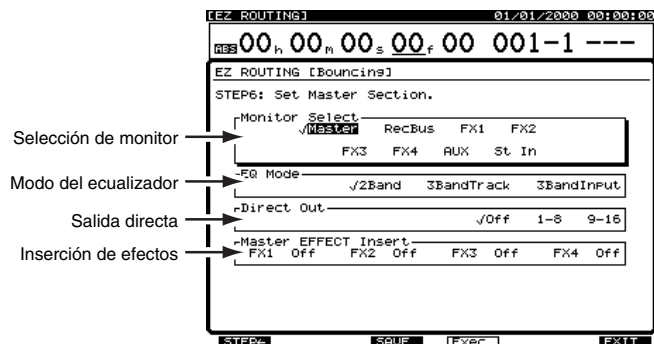 [EZ ROUTING] 01/01/2000 00:00:00
ABS 00h 00m 00s 00f 00 001-1 ---
EZ ROUTING [Bouncing]
STEP6: Set Master Section.
Monitor Select
√Master RecBus FX1 FX2
Selección de monitor
FX3 FX4 AUX St In
EQ Mode
Modo del ecualizador
√2Band 3BandTrack 3BandInput
Direct Out
Salida directa
√Off 1-8 9-16
Master EFFECT Insert
Inserción de efectos
FX1 Off FX2 Off FX3 Off FX4 Off
STEP← SAVE Exec EXIT